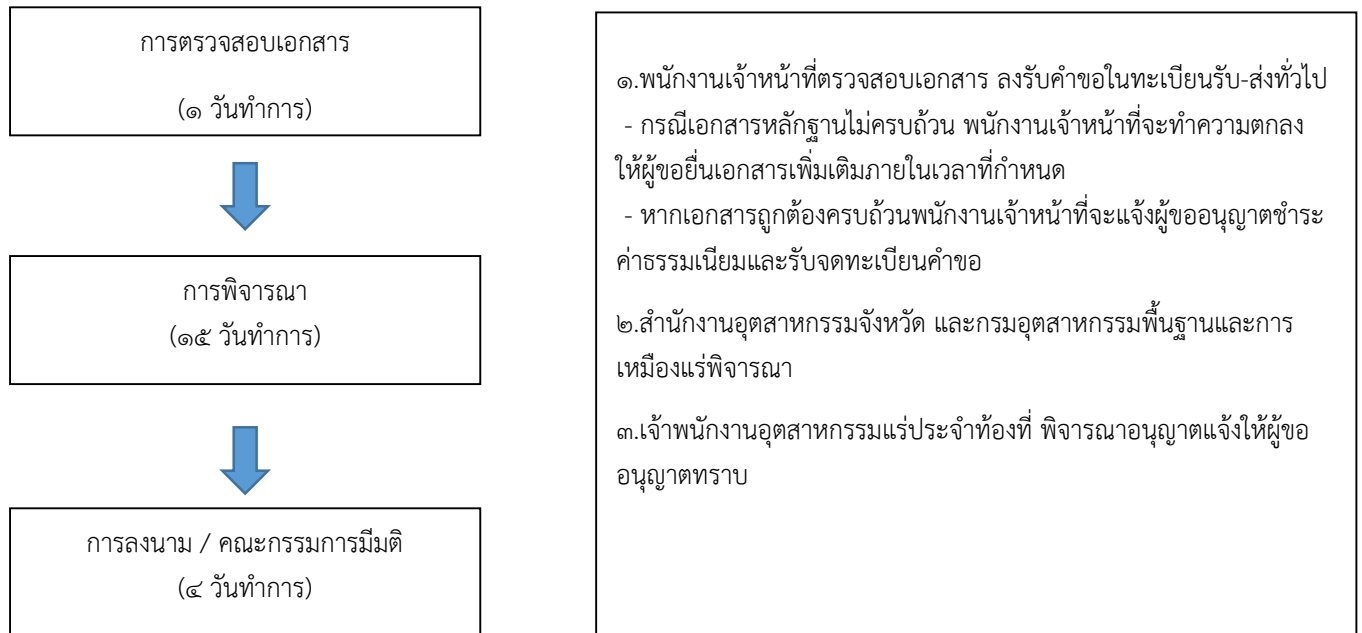 การตรวจสอบเอกสาร
(๑ วันทำการ)
การพิจารณา
(๑๕ วันทำการ)
การลงนาม / คณะกรรมการมีมติ
(๔ วันทำการ)
๑.พนักงานเจ้าหน้าที่ตรวจสอบเอกสาร ลงรับคำขอในทะเบียนรับ-ส่งทั่วไป
- กรณีเอกสารหลักฐานไม่ครบถ้วน พนักงานเจ้าหน้าที่จะทำความตกลง
ให้ผู้ขอยื่นเอกสารเพิ่มเติมภายในเวลาที่กำหนด
- หากเอกสารถูกต้องครบถ้วนพนักงานเจ้าหน้าที่จะแจ้งผู้ขออนุญาตชำระ
ค่าธรรมเนียมและรับจดทะเบียนคำขอ
๒.สำนักงานอุตสาหกรรมจังหวัด และกรมอุตสาหกรรมพื้นฐานและการ
เหมืองแร่พิจารณา
๓.เจ้าพนักงานอุตสาหกรรมแร่ประจำท้องที่ พิจารณาอนุญาตแจ้งให้ผู้ขอ
อนุญาตทราบ